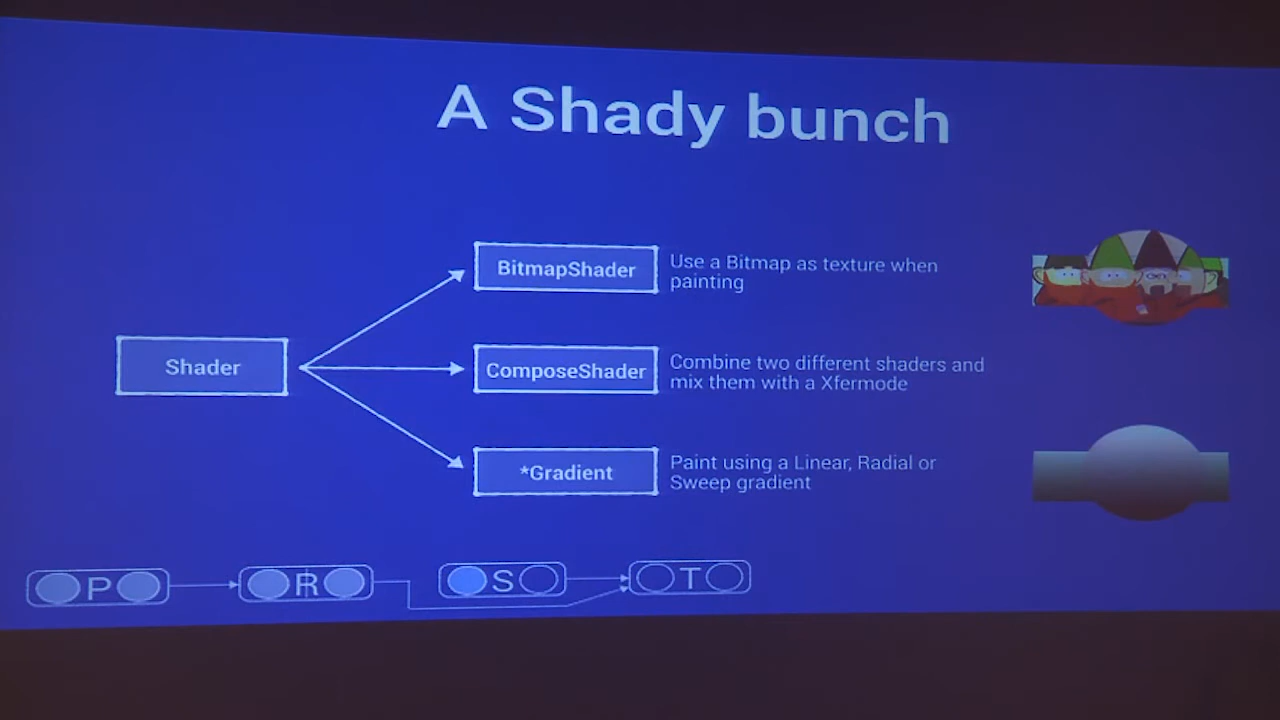 A Shady bunch
BitmapShader
Use a Bitmap as texture when
painting
Shader
ComposeShader
Combine two different shaders and
mix them with a Xfermode
*Gradient
Paint using a Linear, Radial or
Sweep gradient
P
R
S
T